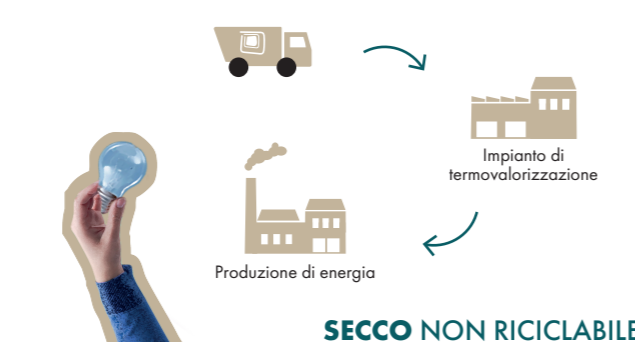 Impianto di
termovalorizzazione
Produzione di energia
SECCO NON RICICLABILE